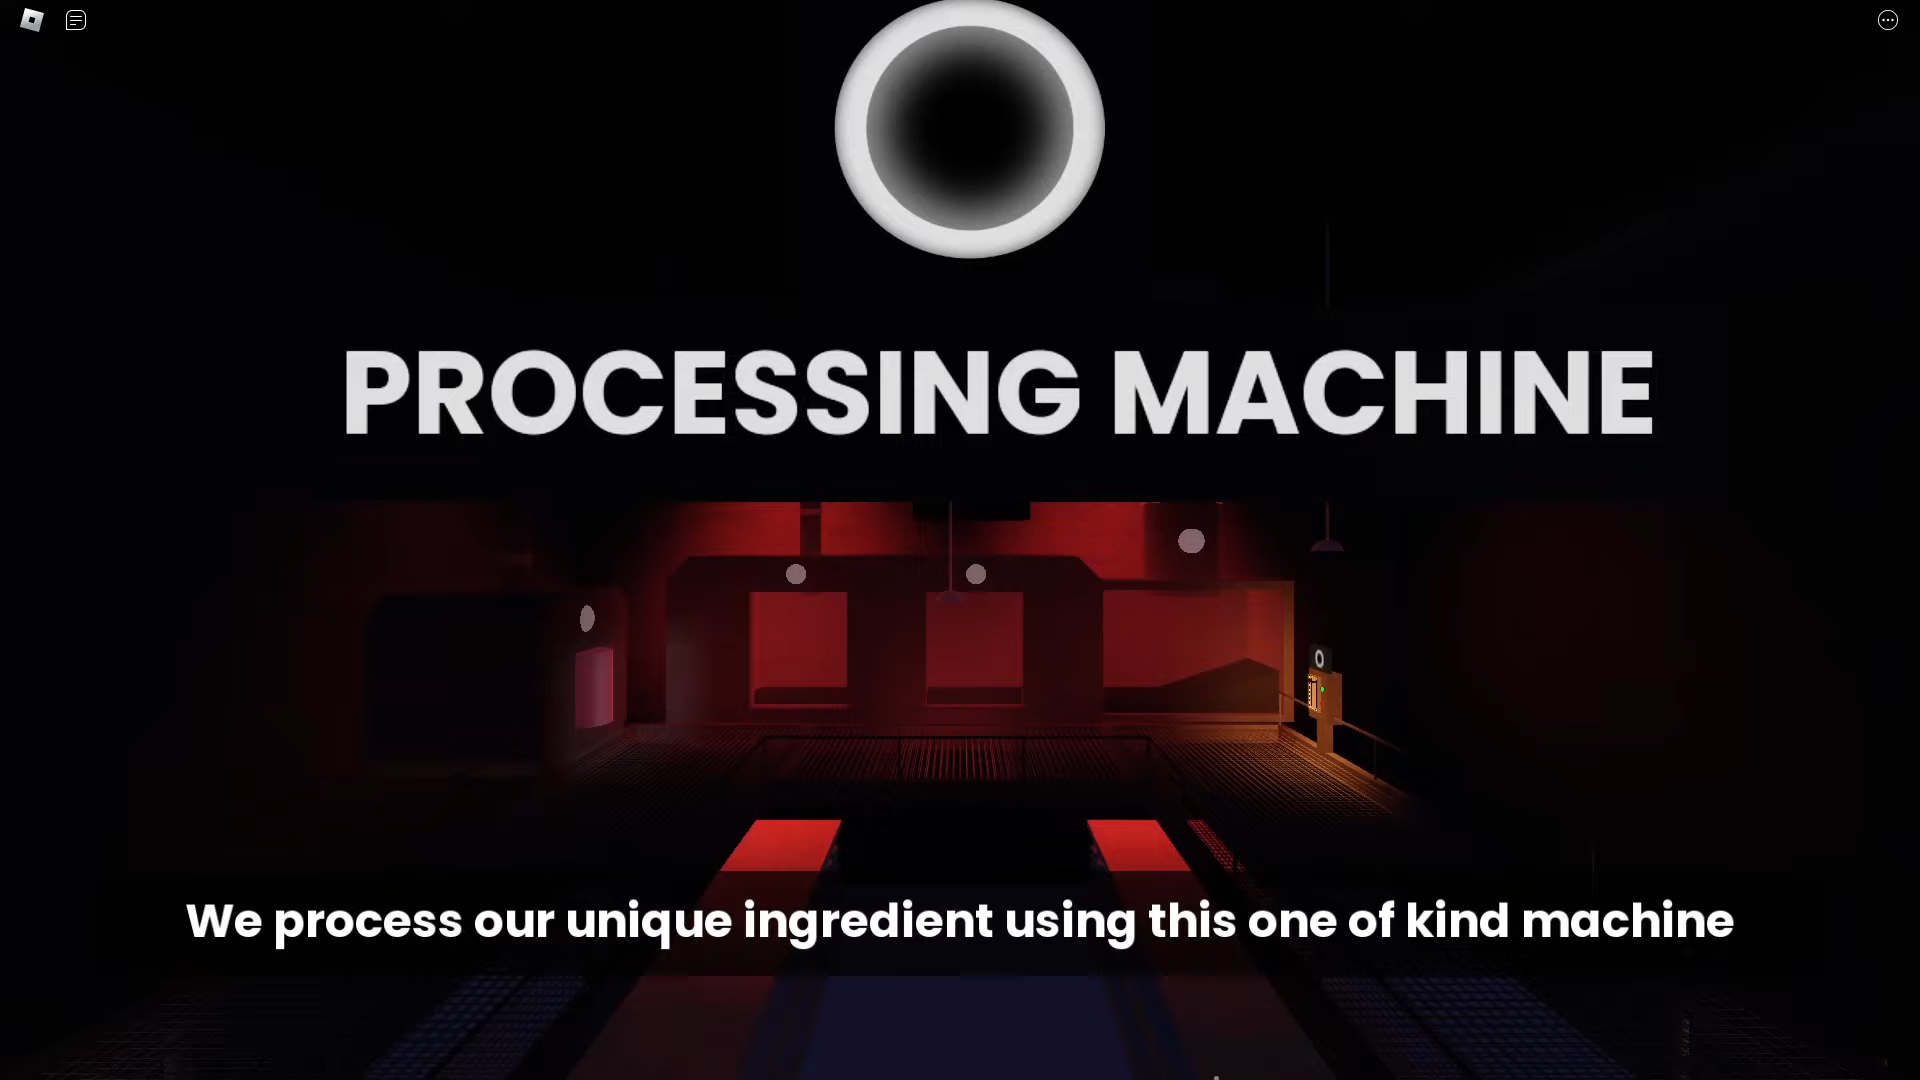 PROCESSING MACHINE
We process our unique ingredient using this one of kind machine